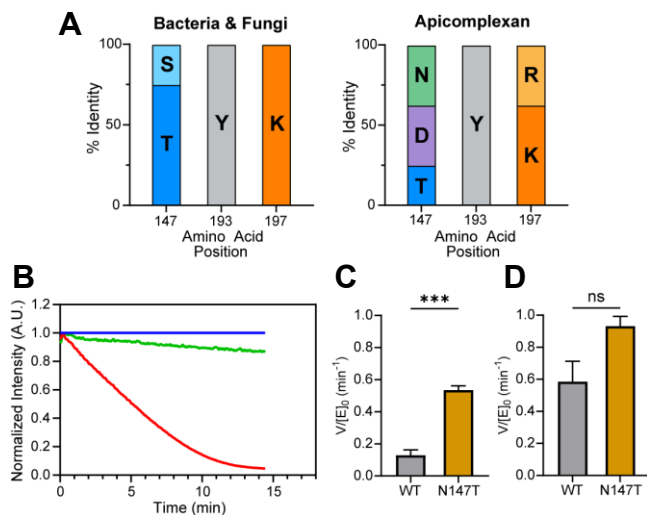 A
Bacteria & Fungi
% Identity
100
50
0
S
T
Y
K
147
193
197
Amino Acid
Position
Apicomplexan
% Identity
100
50
0
N
D
T
Y
R
K
147
193
197
Amino Acid
Position
B
Normalized Intensity (A.U.)
1.2
1.0
0.8
0.6
0.4
0.2
0.0
0
5
10
15
Time (min)
C
V/[E]₀ (min⁻¹)
1.0
0.8
0.6
0.4
0.2
0.0
***
WT
N147T
D
V/[E]₀ (min⁻¹)
1.0
0.8
0.6
0.4
0.2
0.0
ns
WT
N147T